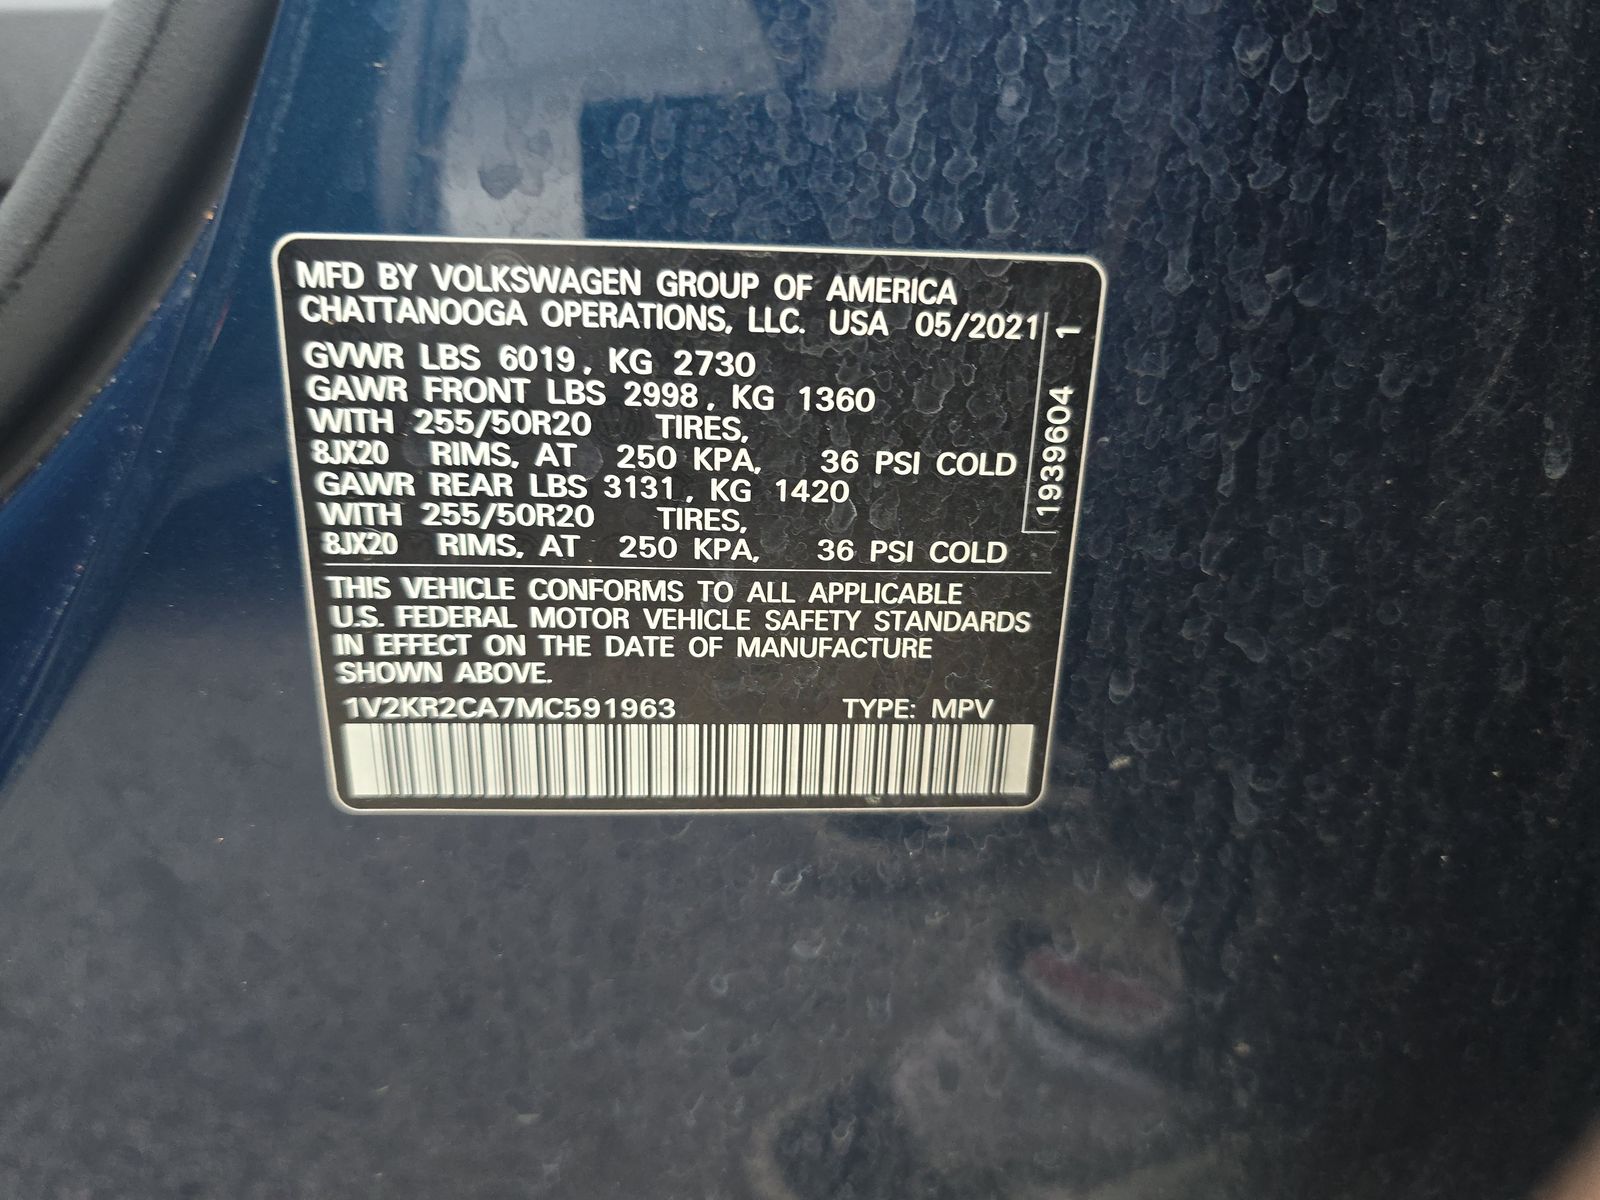 MFD BY VOLKSWAGEN GROUP OF AMERICA
CHATTANOOGA OPERATIONS, LLC. USA 05/2021
GVWR LBS 6019, KG 2730
GAWR FRONT LBS 2998, KG 1360
WITH 255/50R20 TIRES,
8JX20 RIMS, AT 250 KPA, 36 PSI COLD
GAWR REAR LBS 3131, KG 1420
WITH 255/50R20 TIRES,
8JX20 RIMS, AT 250 KPA, 36 PSI COLD
1939604 1
THIS VEHICLE CONFORMS TO ALL APPLICABLE
U.S. FEDERAL MOTOR VEHICLE SAFETY STANDARDS
IN EFFECT ON THE DATE OF MANUFACTURE
SHOWN ABOVE.
1V2KR2CA7MC591963 TYPE: MPV